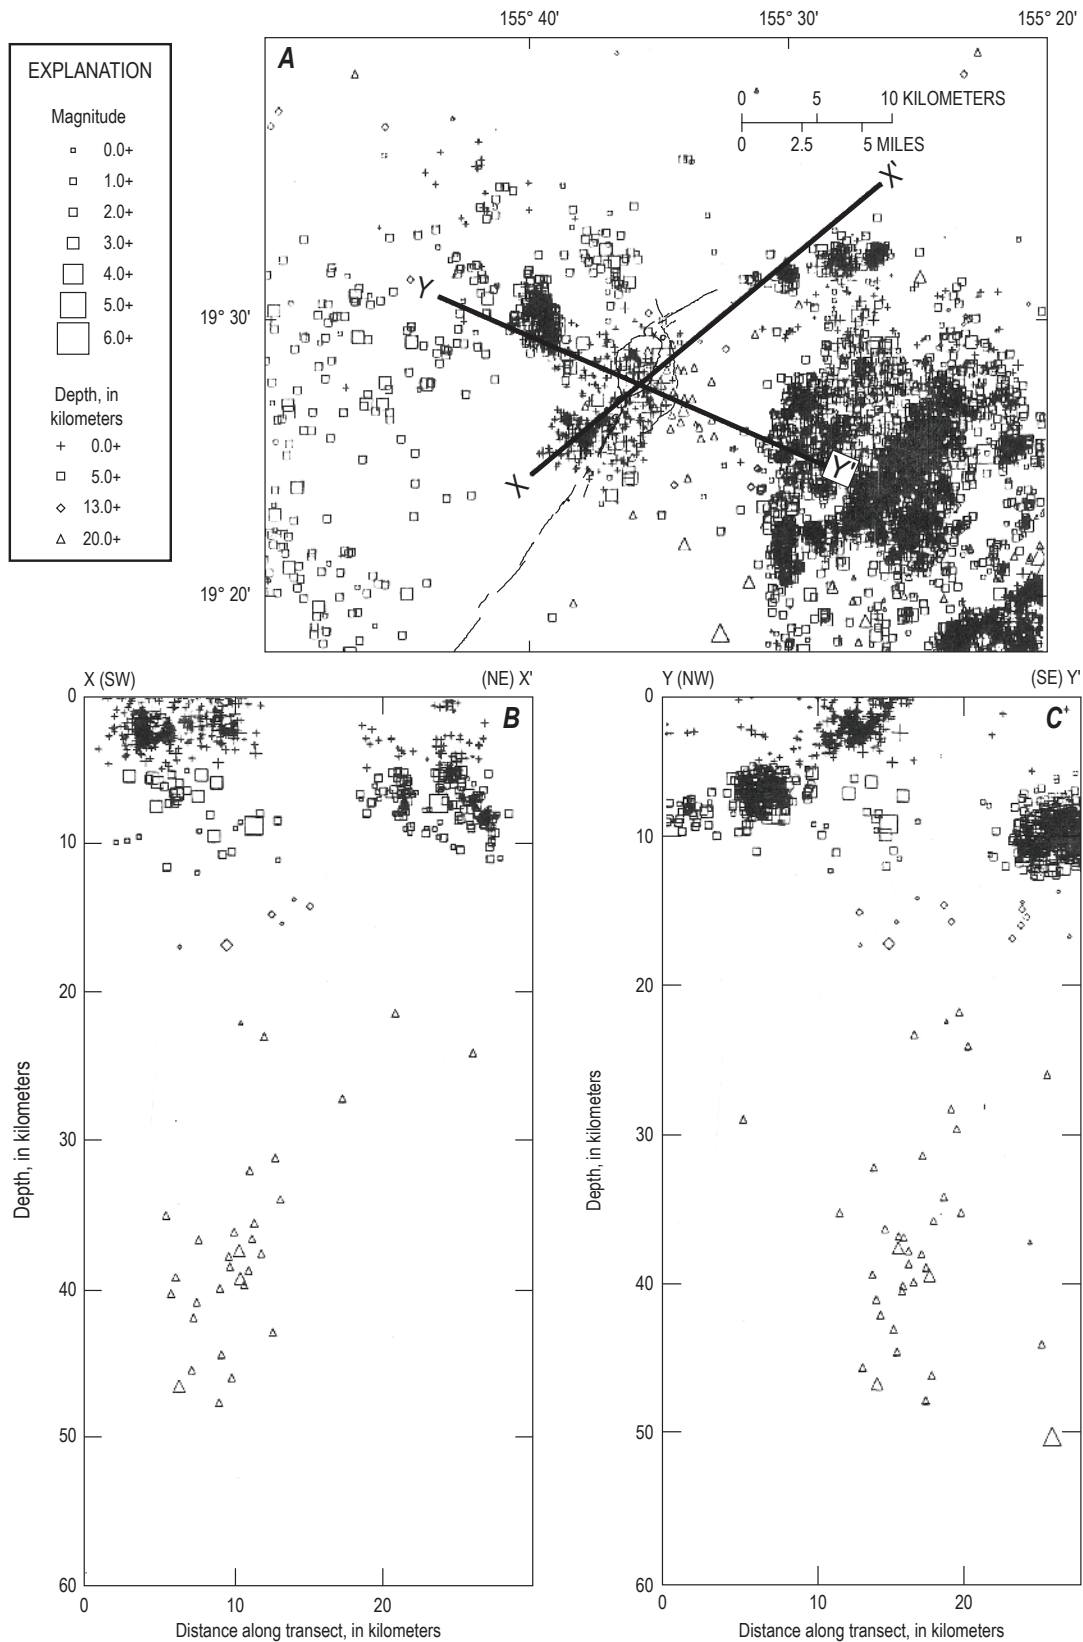 155° 40'
155° 30'
155° 20'
EXPLANATION
Magnitude
0.0+
1.0+
2.0+
3.0+
4.0+
5.0+
6.0+
Depth, in
kilometers
0.0+
5.0+
13.0+
20.0+
A
0 5 10 KILOMETERS
0 2.5 5 MILES
X'
Y
19° 30'
Y'
X
19° 20'
X (SW)
(NE) X'
B
0
10
20
30
40
50
60
0 10 20
Depth, in kilometers
Distance along transect, in kilometers
Y (NW)
(SE) Y'
C
0
10
20
30
40
50
60
0 10 20
Depth, in kilometers
Distance along transect, in kilometers